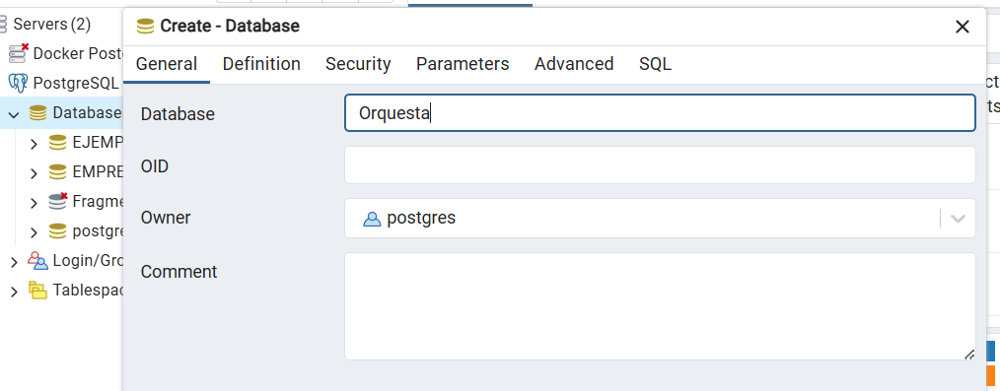 Servers (2)
Create - Database
Docker Post
General Definition Security Parameters Advanced SQL
PostgreSQL
Database
Database Orquesta
EJEMP
OID
EMPRE
Fragme
Owner postgres
postgre
Login/Gro
Comment
Tablespac
ct
ts